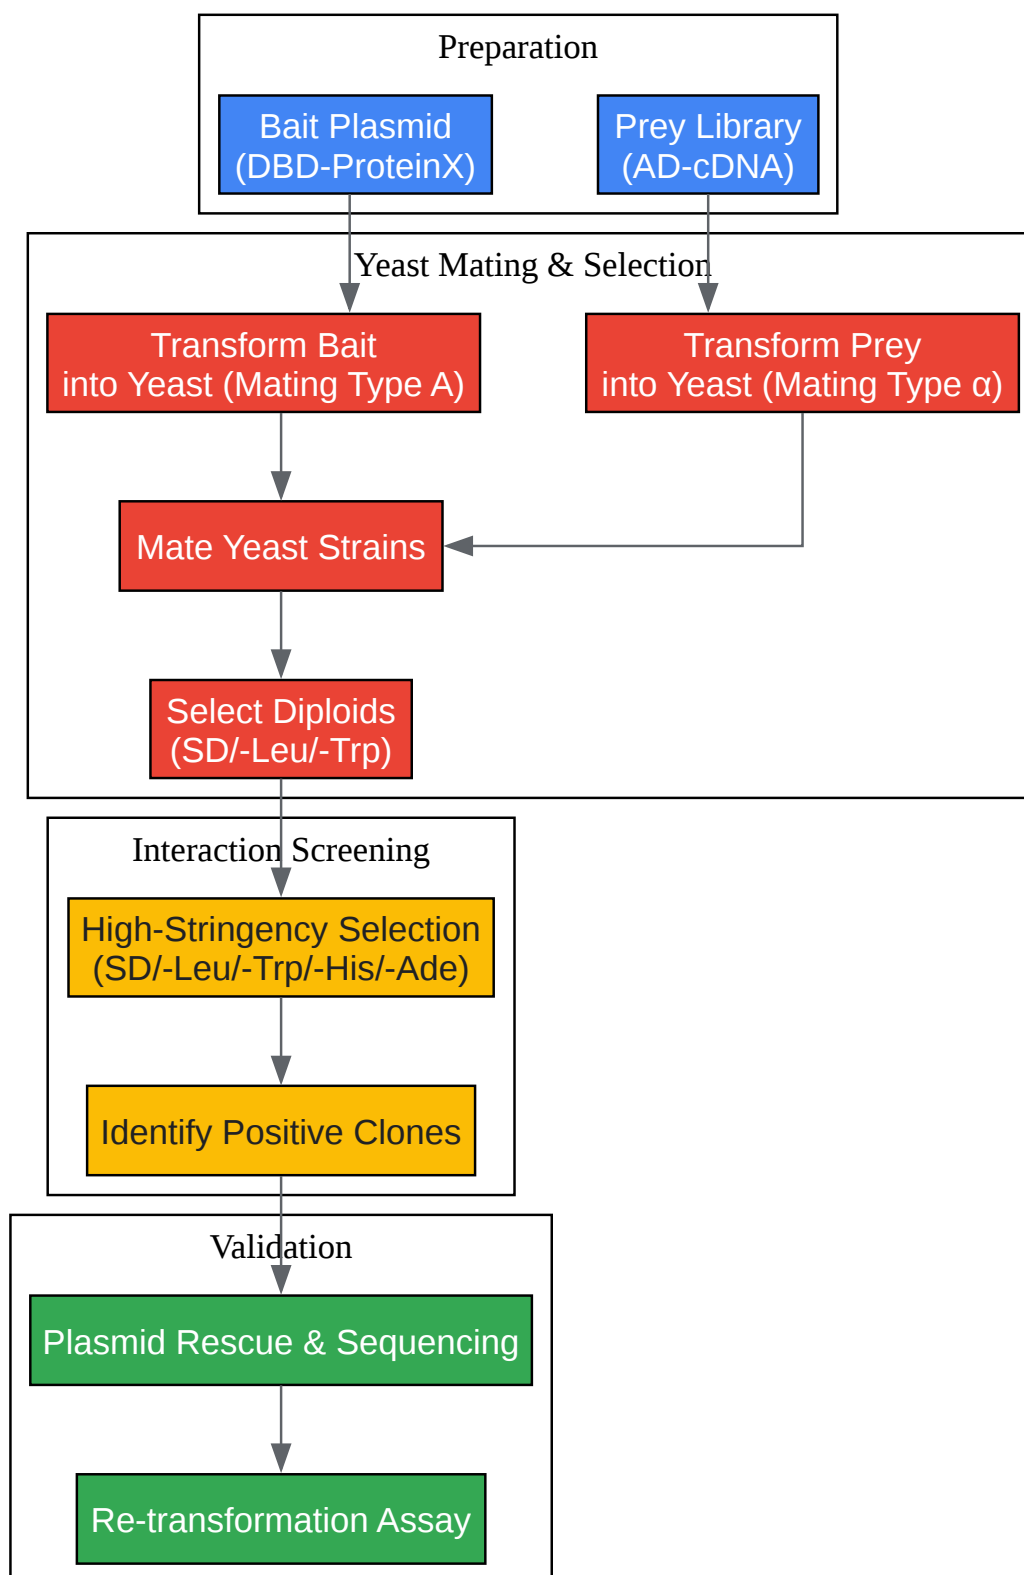 Preparation
Bait Plasmid
(DBD-ProteinX)
Prey Library
(AD-cDNA)
Yeast Mating & Selection
Transform Bait
into Yeast (Mating Type A)
Transform Prey
into Yeast (Mating Type α)
Mate Yeast Strains
Select Diploids
(SD/-Leu/-Trp)
Interaction Screening
High-Stringency Selection
(SD/-Leu/-Trp/-His/-Ade)
Identify Positive Clones
Validation
Plasmid Rescue & Sequencing
Re-transformation Assay